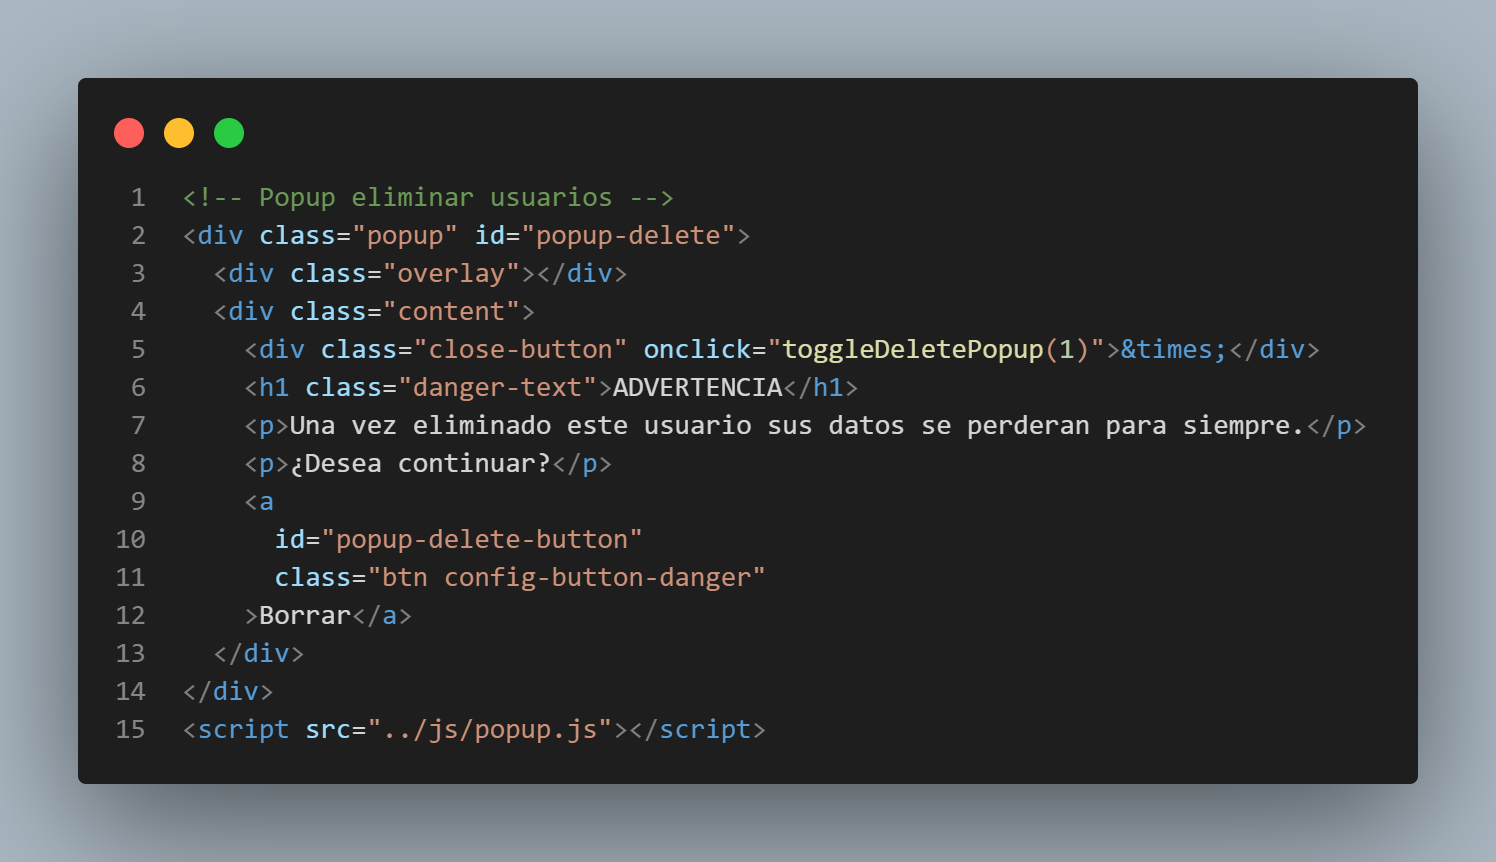 1 <!-- Popup eliminar usuarios -->
2 <div class="popup" id="popup-delete">
3   <div class="overlay"></div>
4   <div class="content">
5     <div class="close-button" onclick="toggleDeletePopup(1)">&times;</div>
6     <h1 class="danger-text">ADVERTENCIA</h1>
7     <p>Una vez eliminado este usuario sus datos se perderan para siempre.</p>
8     <p>¿Desea continuar?</p>
9     <a
10       id="popup-delete-button"
11       class="btn config-button-danger"
12     >Borrar</a>
13   </div>
14 </div>
15 <script src="../js/popup.js"></script>